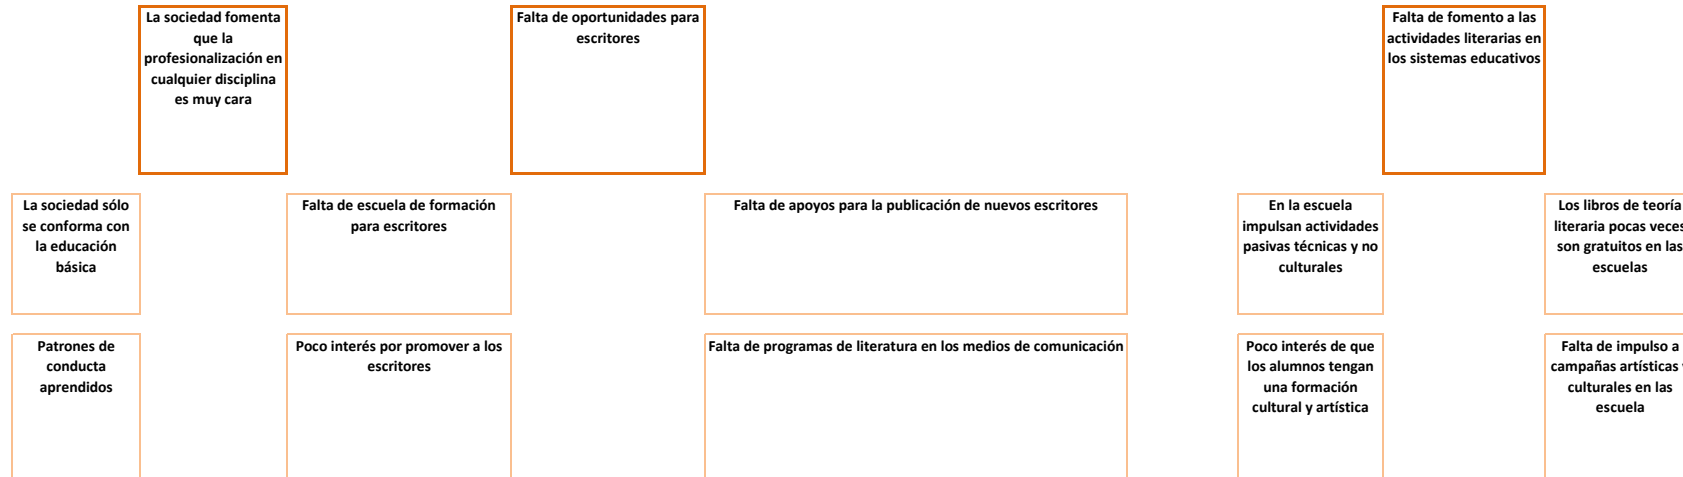 La sociedad fomenta
que la
profesionalización en
cualquier disciplina
es muy cara
Falta de oportunidades para
escritores
Falta de fomento a las
actividades literarias en
los sistemas educativos
La sociedad sólo
se conforma con
la educación
básica
Falta de escuela de formación
para escritores
Falta de apoyos para la publicación de nuevos escritores
En la escuela
impulsan actividades
pasivas técnicas y no
culturales
Los libros de teoría
literaria pocas veces
son gratuitos en las
escuelas
Patrones de
conducta
aprendidos
Poco interés por promover a los
escritores
Falta de programas de literatura en los medios de comunicación
Poco interés de que
los alumnos tengan
una formación
cultural y artística
Falta de impulso a
campañas artísticas
culturales en las
escuela